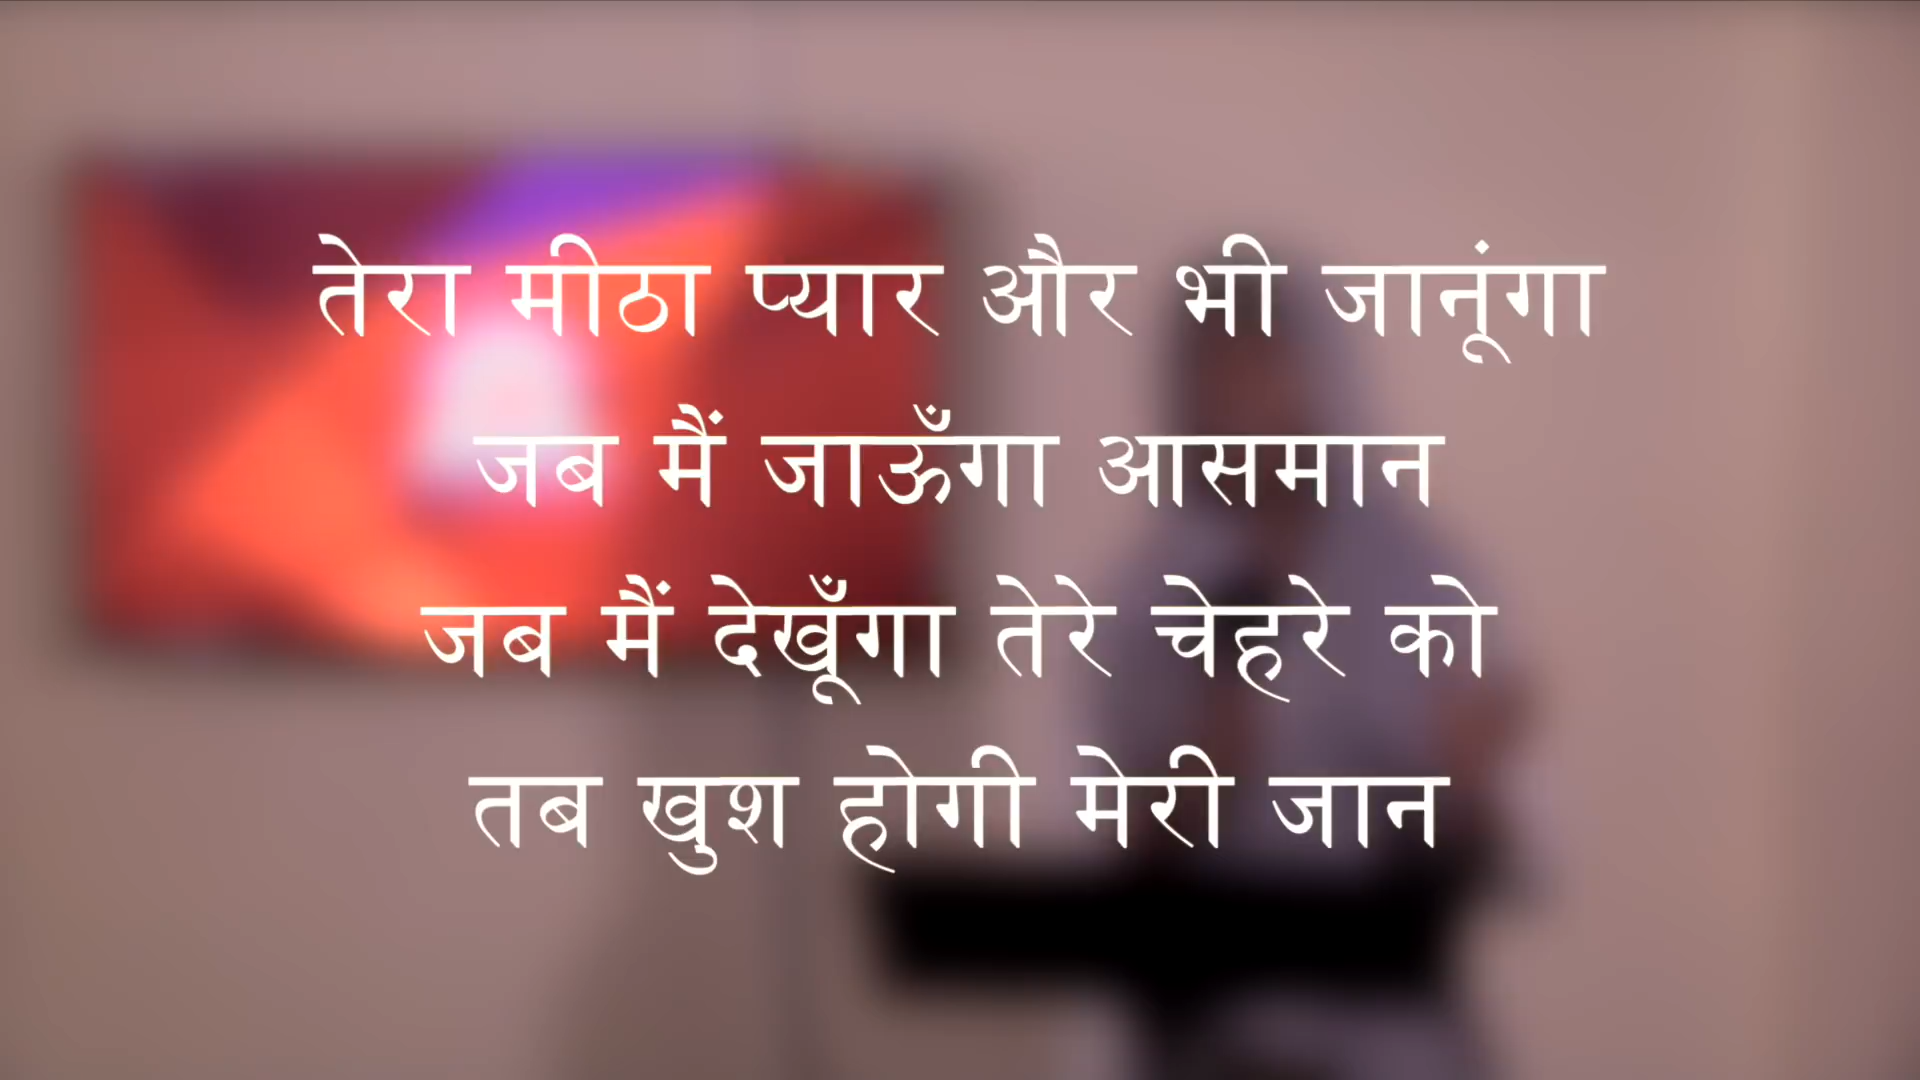 तेरा मीठा प्यार और भी जानूंगा
जब मैं जाऊँगा आसमान
जब मैं देखूँगा तेरे चेहरे को
तब खुश होगी मेरी जान